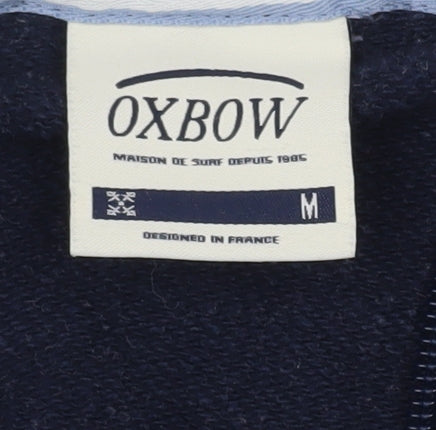 OXBOW
MAISON DE SURF DEPUIS 1985
M
DESIGNED IN FRANCE